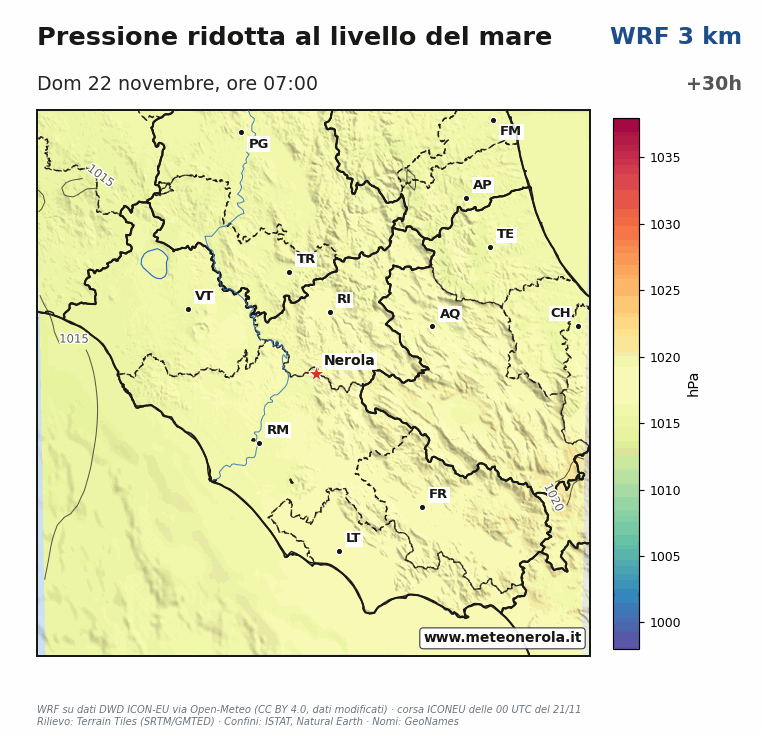 Pressione ridotta al livello del mare
WRF 3 km
Dom 22 novembre, ore 07:00
+30h
FM
PG
1015
AP
TE
TR
VT
RI
AQ
CH
1015
Nerola
RM
1020
FR
LT
www.meteonerola.it
1035
1030
1025
1020
1015
1010
1005
1000
hPa
WRF su dati DWD ICON-EU via Open-Meteo (CC BY 4.0, dati modificati) · corsa ICONEU delle 00 UTC del 21/11
Rilievo: Terrain Tiles (SRTM/GMTED) · Confini: ISTAT, Natural Earth · Nomi: GeoNames